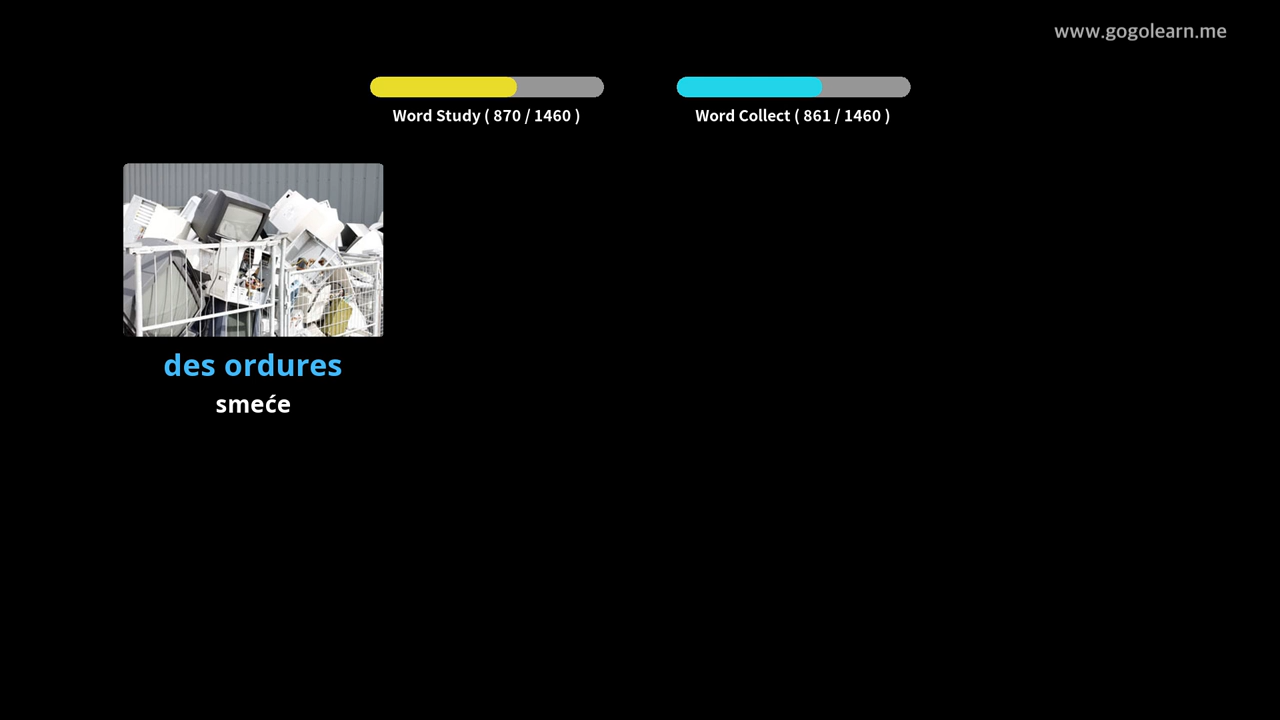 www.gogolearn.me
Word Study ( 870 / 1460 )
Word Collect ( 861 / 1460 )
des ordures
smeće